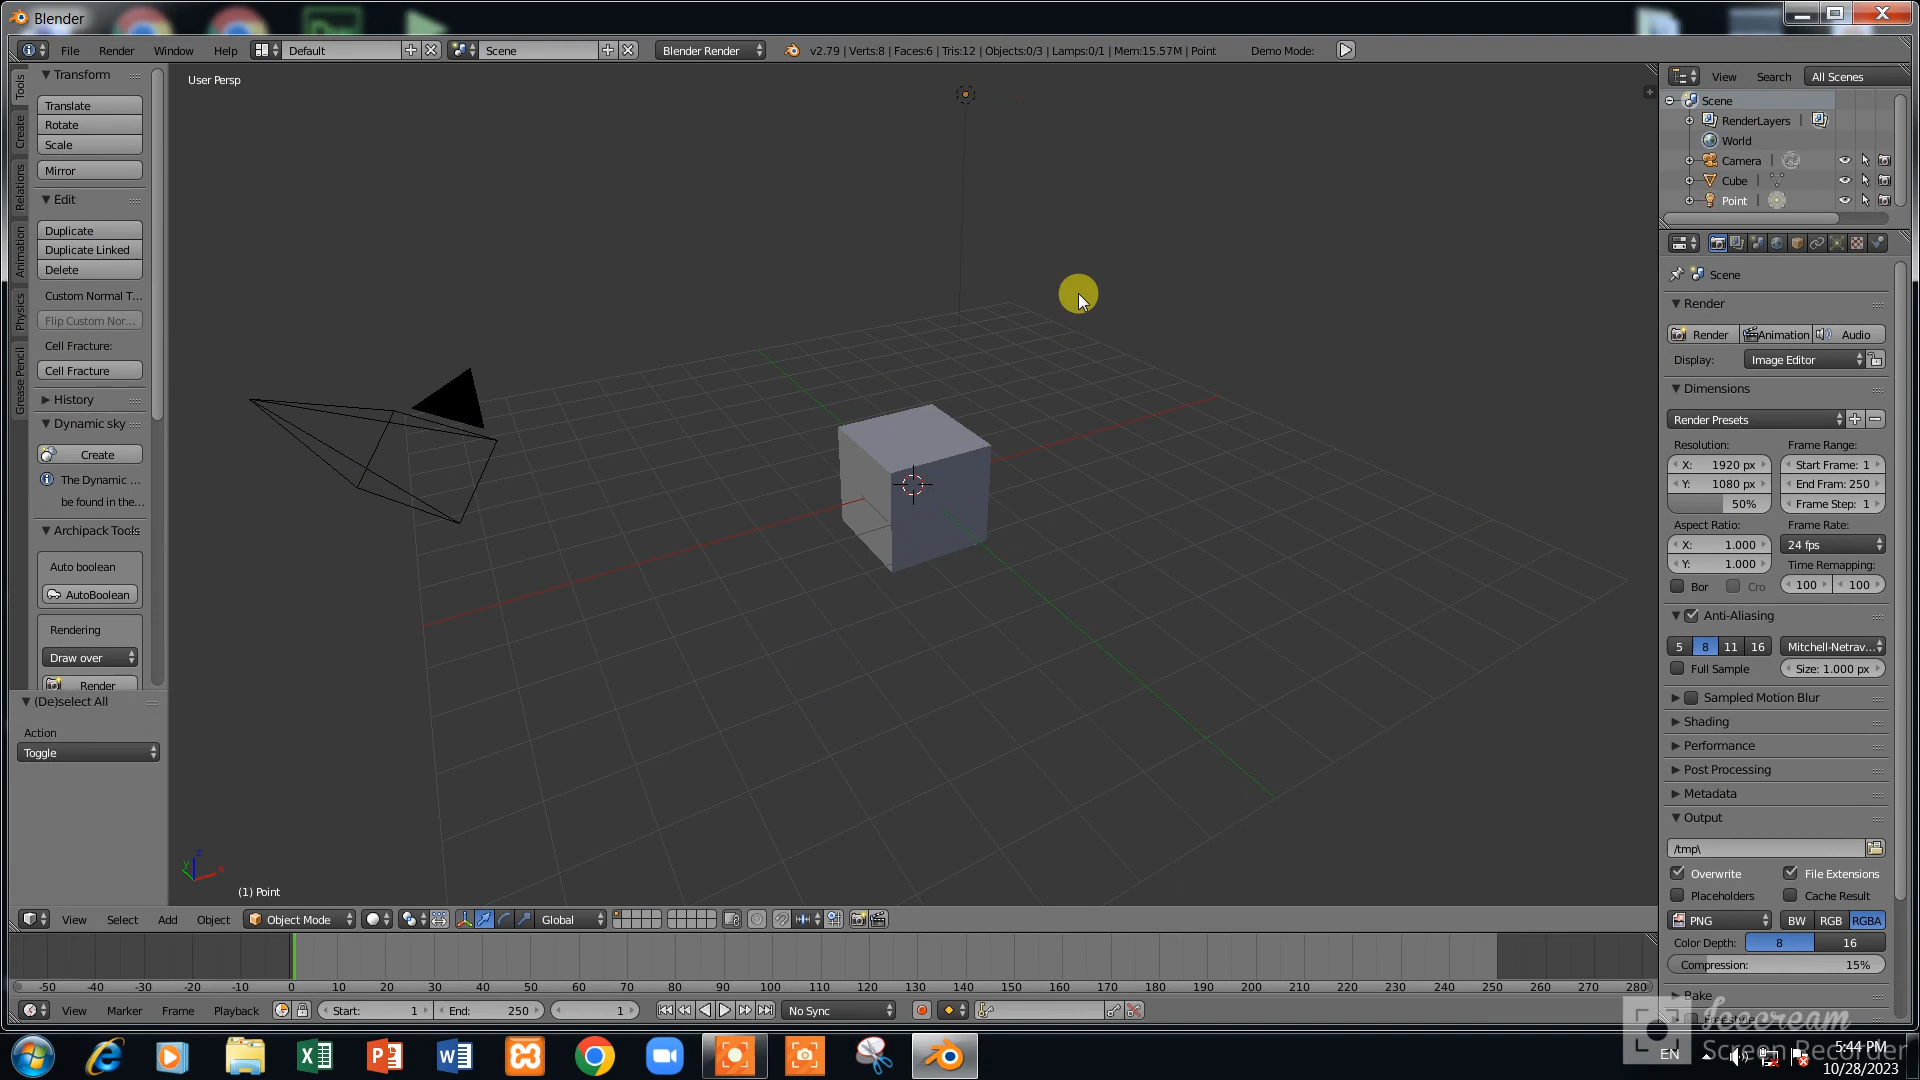 Blender
File Render Window Help Default Scene Blender Render v2.79 | Verts:8 | Faces:6 | Tris:12 | Objects:0/3 | Lamps:0/1 | Mem:15.57M | Point Demo Mode:
Tools
Create
Relations
Animation
Physics
Grease Pencil
Transform
Translate
Rotate
Scale
Mirror
Edit
Duplicate
Duplicate Linked
Delete
Custom Normal T...
Flip Custom Nor...
Cell Fracture:
Cell Fracture
History
Dynamic sky
Create
The Dynamic ...
be found in the...
Archipack Tools
Auto boolean
AutoBoolean
Rendering
Draw over
Render
(De)select All
Action
Toggle
User Persp
(1) Point
View Select Add Object Object Mode Global
-50 -40 -30 -20 -10 0 10 20 30 40 50 60 70 80 90 100 110 120 130 140 150 160 170 180 190 200 210 220 230 240 250 260 270 280
View Marker Frame Playback Start: 1 End: 250 1 No Sync
View Search All Scenes
Scene
RenderLayers |
World
Camera |
Cube |
Point |
Scene
Render
Render Animation Audio
Display: Image Editor
Dimensions
Render Presets
Resolution: Frame Range:
X: 1920 px Start Frame: 1
Y: 1080 px End Fram: 250
50% Frame Step: 1
Aspect Ratio: Frame Rate:
X: 1.000 24 fps
Y: 1.000 Time Remapping:
Bor Cro 100 100
Anti-Aliasing
5 8 11 16 Mitchell-Netrav...
Full Sample Size: 1.000 px
Sampled Motion Blur
Shading
Performance
Post Processing
Metadata
Output
/tmp\
Overwrite File Extensions
Placeholders Cache Result
PNG BW RGB RGBA
Color Depth: 8 16
Compression: 15%
Bake
Freestyle
Icecream
Screen Recorder
EN 5:44 PM
10/28/2023